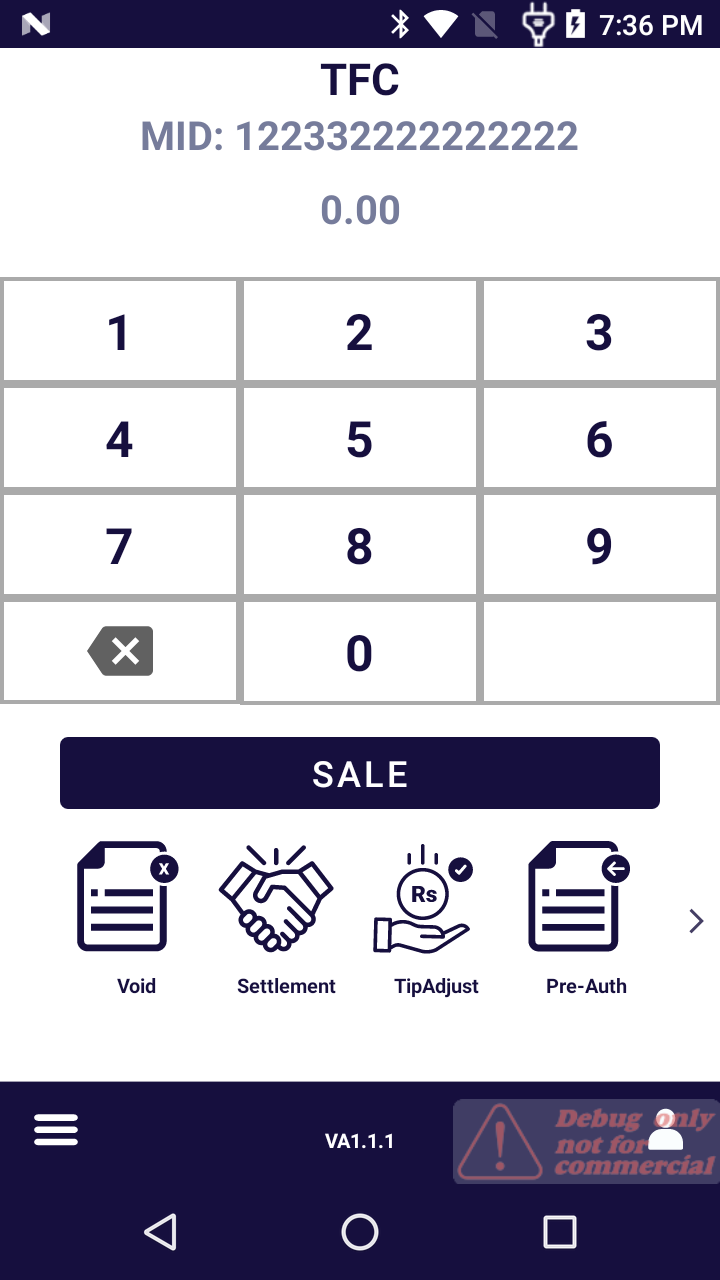 7:36 PM
TFC
MID: 122332222222222
0.00
1 2 3
4 5 6
7 8 9
0
SALE
x
Rs
Void Settlement TipAdjust Pre-Auth
VA1.1.1
Debug only
not for
commercial